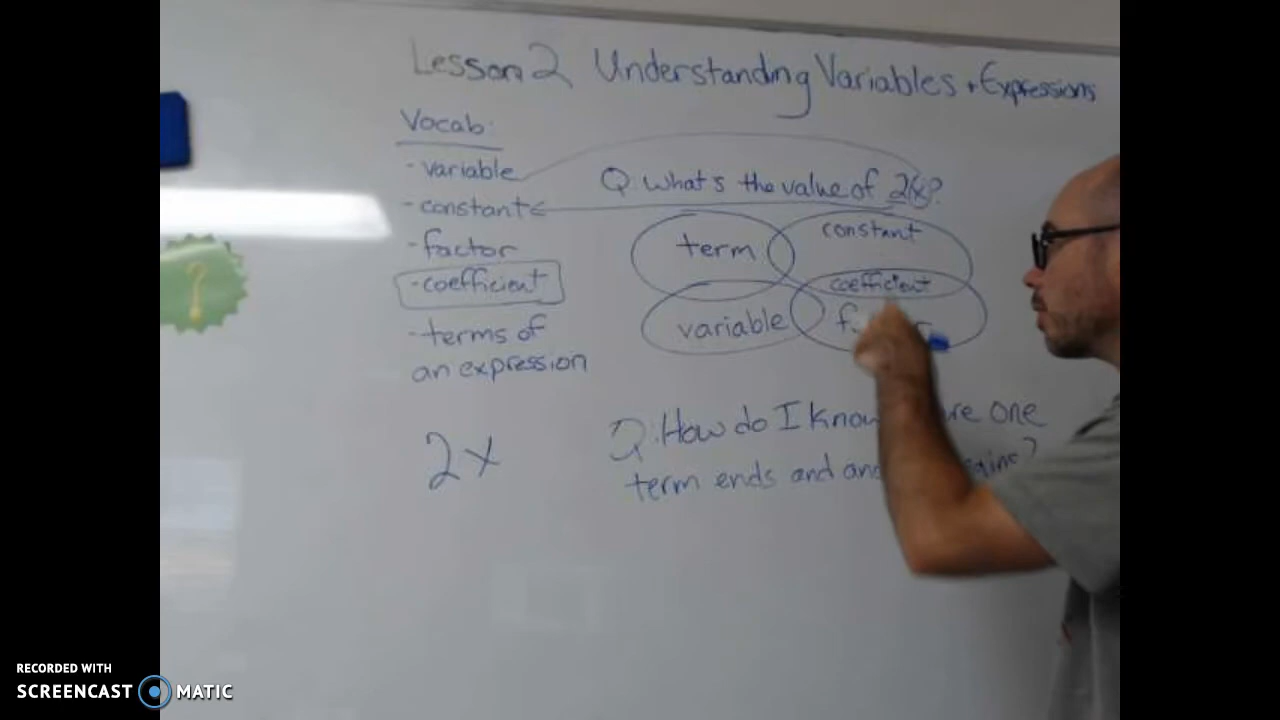 Lesson 2 Understanding Variables + Expressions
Vocab:
- variable
- constant
- factor
- coefficient
- terms of
an expression
Q: What's the value of 2(x)?
term
constant
coefficient
variable
2x
Q: How do I know one
term ends and
RECORDED WITH
SCREENCAST MATIC